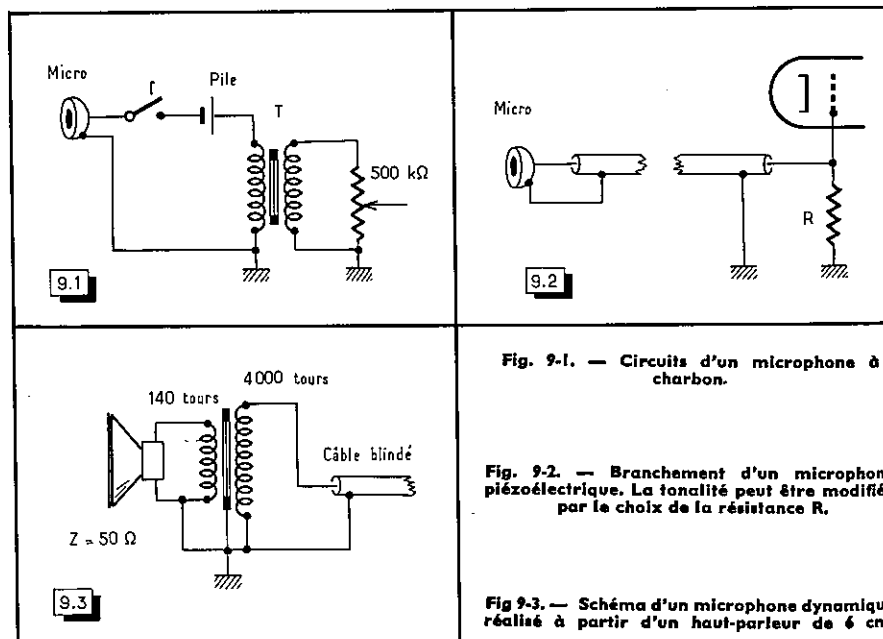 Micro
Pile
T
500 kΩ
9.1
Micro
R
9.2
140 tours
4000 tours
Câble blindé
Z = 50 Ω
9.3
Fig. 9-1. — Circuits d'un microphone à
charbon.
Fig. 9-2. — Branchement d'un microphon
piézoélectrique. La tonalité peut être modifié
par le choix de la résistance R.
Fig 9-3. — Schéma d'un microphone dynamiqu
réalisé à partir d'un haut-parleur de 6 cm